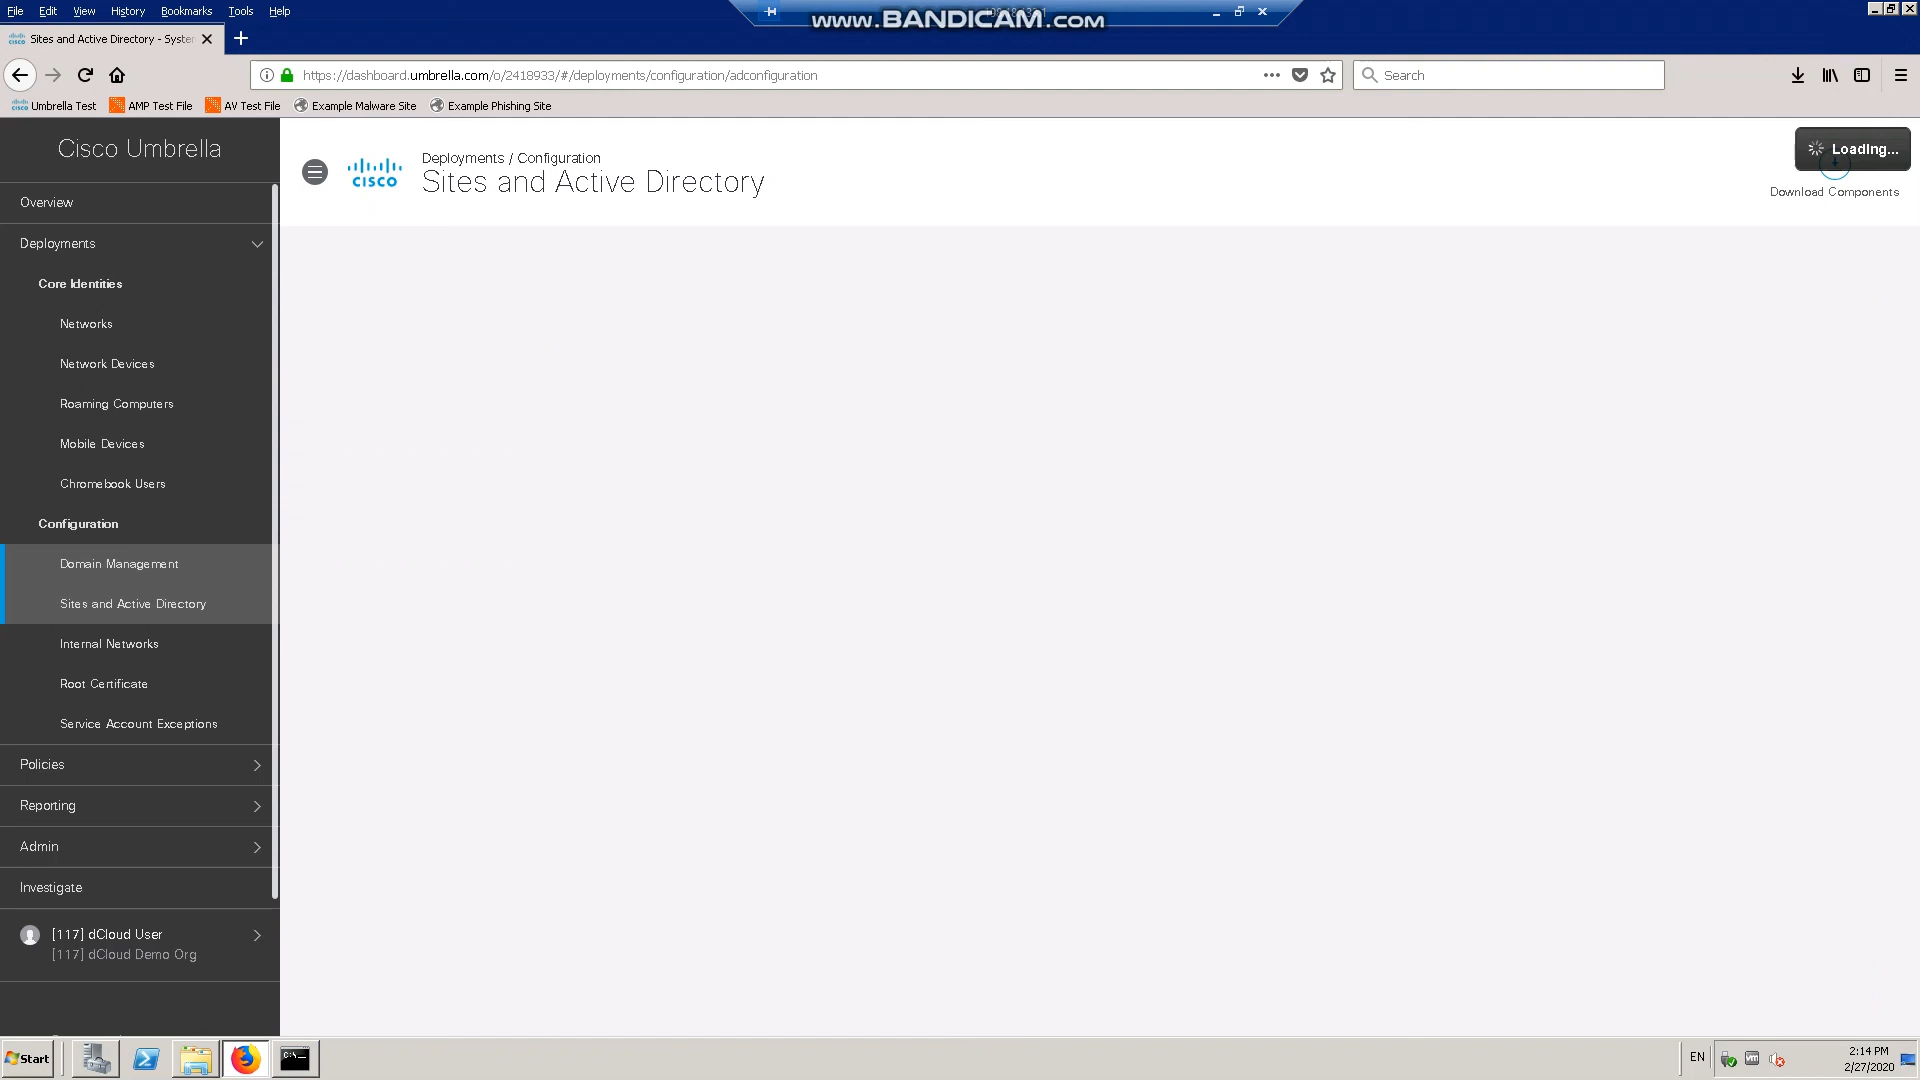 File Edit View History Bookmarks Tools Help
www.BANDICAM.com
Sites and Active Directory - System
https://dashboard.umbrella.com/o/2418933/#/deployments/configuration/adconfiguration
Search
Umbrella Test AMP Test File AV Test File Example Malware Site Example Phishing Site
Cisco Umbrella
Overview
Deployments
Core Identities
Networks
Network Devices
Roaming Computers
Mobile Devices
Chromebook Users
Configuration
Domain Management
Sites and Active Directory
Internal Networks
Root Certificate
Service Account Exceptions
Policies
Reporting
Admin
Investigate
[117] dCloud User
[117] dCloud Demo Org
CISCO
Deployments / Configuration
Sites and Active Directory
Loading...
Download Components
Start
EN
2:14 PM
2/27/2020